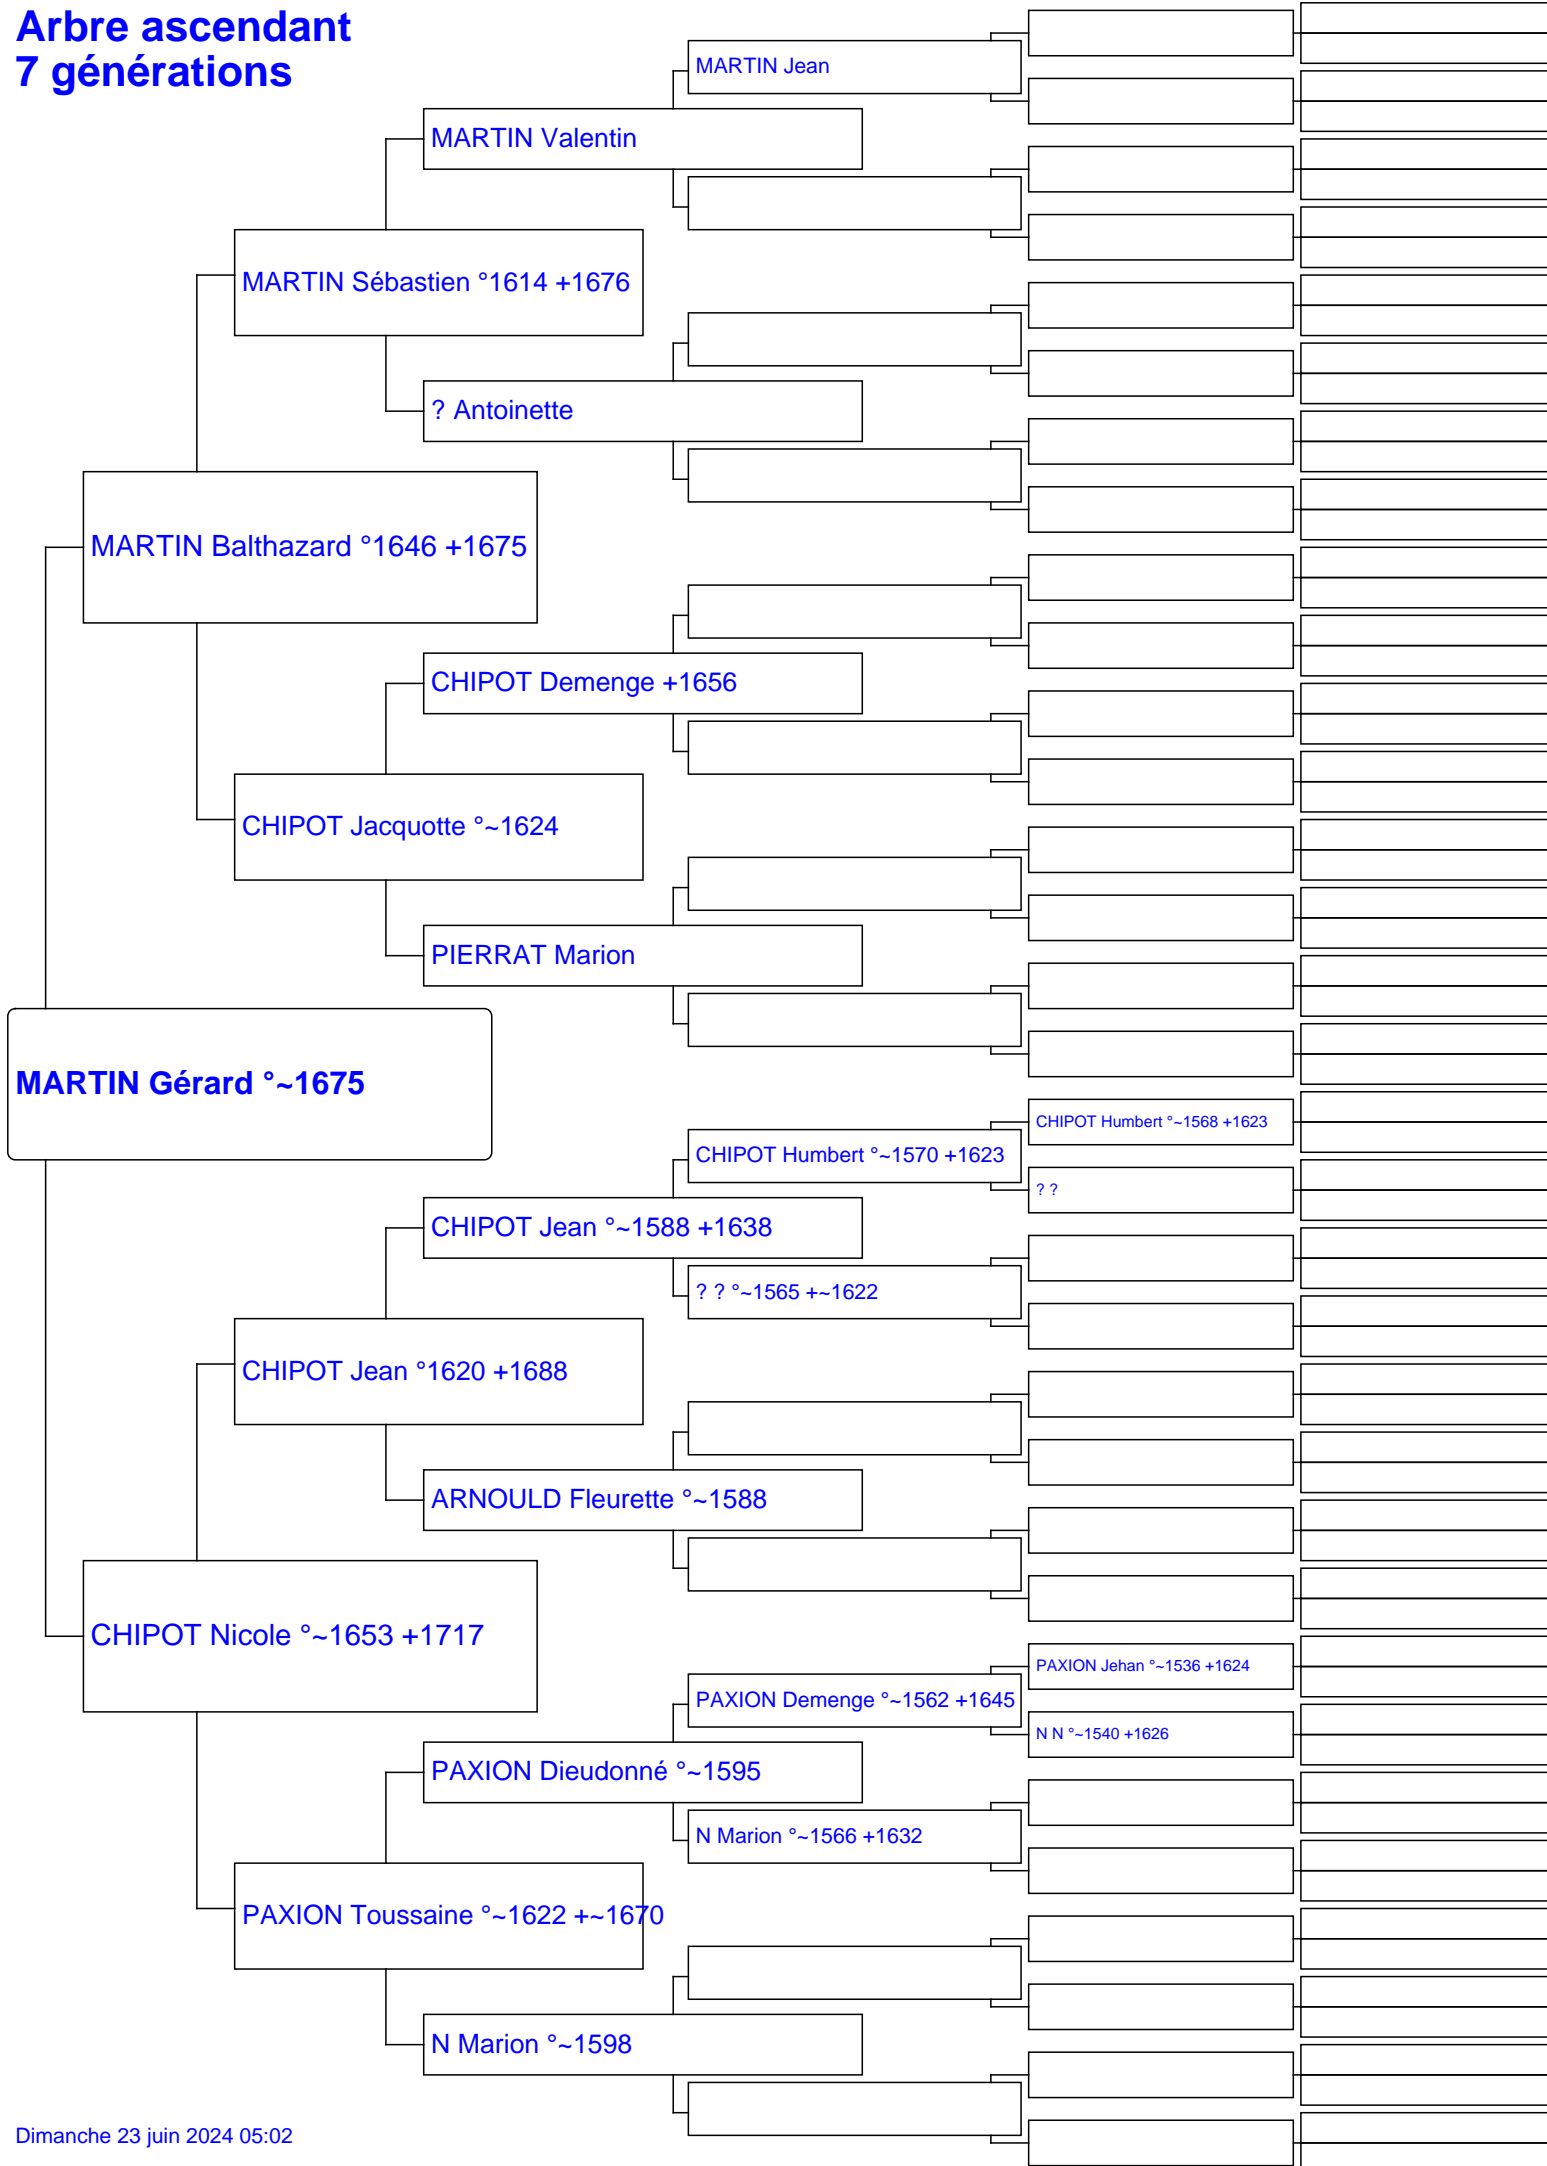 Arbre ascendant
7 générations
MARTIN Jean
MARTIN Valentin
MARTIN Sébastien °1614 +1676
? Antoinette
MARTIN Balthazard °1646 +1675
CHIPOT Demenge +1656
CHIPOT Jacquotte °~1624
PIERRAT Marion
MARTIN Gérard °~1675
CHIPOT Humbert °~1568 +1623
CHIPOT Humbert °~1570 +1623
? ?
CHIPOT Jean °~1588 +1638
? ? °~1565 +~1622
CHIPOT Jean °1620 +1688
ARNOULD Fleurette °~1588
CHIPOT Nicole °~1653 +1717
PAXION Jehan °~1536 +1624
PAXION Demenge °~1562 +1645
N N °~1540 +1626
PAXION Dieudonné °~1595
N Marion °~1566 +1632
PAXION Toussaine °~1622 +~1670
N Marion °~1598
Dimanche 23 juin 2024 05:02